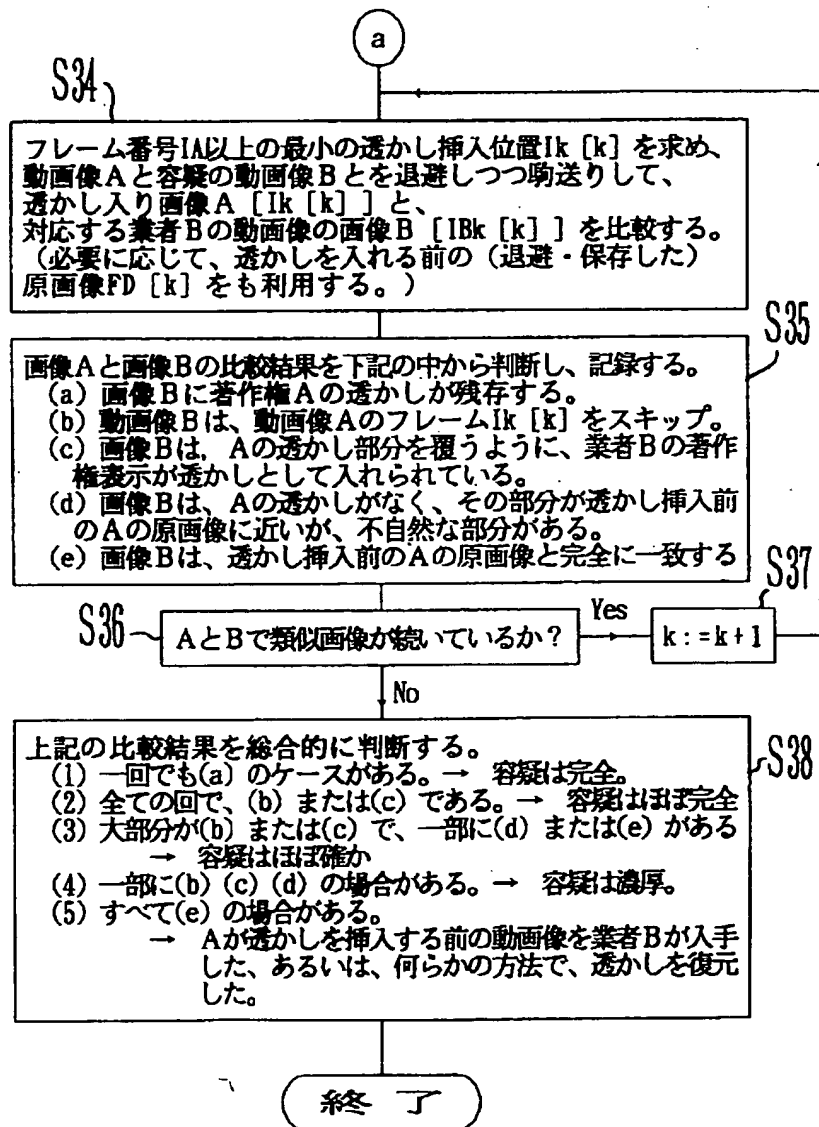 a
S34
フレーム番号IA以上の最小の透かし挿入位置Ik [k] を求め、
動画像Aと容疑の動画像Bとを退避しつつ駒送りして、
透かし入り画像A [Ik [k] ] と、
対応する業者Bの動画像の画像B [IBk [k] ] を比較する。
(必要に応じて、透かしを入れる前の (退避・保存した)
原画像FD [k] をも利用する。)
S35
画像Aと画像Bの比較結果を下記の中から判断し、記録する。
(a) 画像Bに著作権Aの透かしが残存する。
(b) 動画像Bは、動画像AのフレームIk [k] をスキップ。
(c) 画像Bは、Aの透かし部分を覆うように、業者Bの著作
権表示が透かしとして入れられている。
(d) 画像Bは、Aの透かしがなく、その部分が透かし挿入前
のAの原画像に近いが、不自然な部分がある。
(e) 画像Bは、透かし挿入前のAの原画像と完全に一致する
S36
AとBで類似画像が続いているか?
Yes
S37
k:=k+1
No
S38
上記の比較結果を総合的に判断する。
(1) 一回でも(a) のケースがある。→ 容疑は完全。
(2) 全ての回で、(b) または(c) である。→ 容疑はほぼ完全
(3) 大部分が(b) または(c) で、一部に(d) または(e) がある
→ 容疑はほぼ確か
(4) 一部に(b) (c) (d) の場合がある。→ 容疑は濃厚。
(5) すべて(e) の場合がある。
→ Aが透かしを挿入する前の動画像を業者Bが入手
した、あるいは、何らかの方法で、透かしを復元
した。
終了